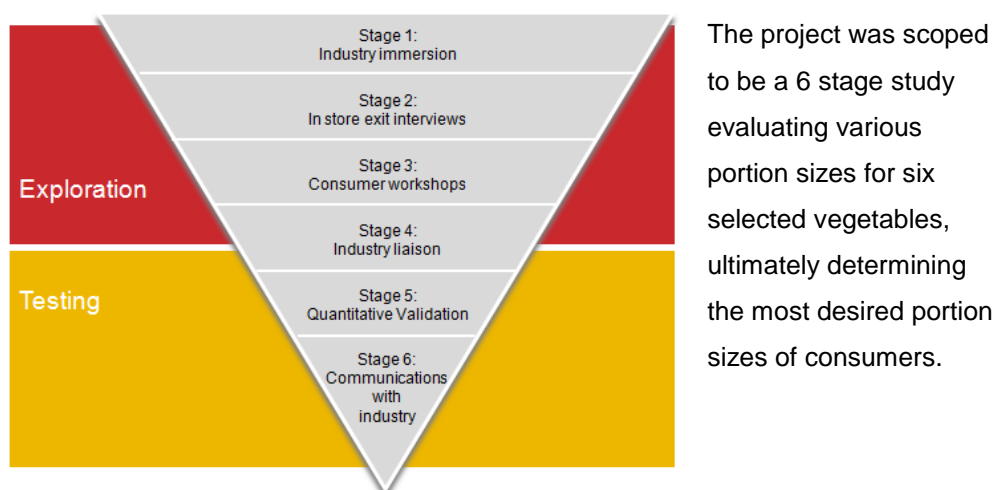 Exploration
Testing
Stage 1:
Industry immersion
Stage 2:
In store exit interviews
Stage 3:
Consumer workshops
Stage 4:
Industry liaison
Stage 5:
Quantitative Validation
Stage 6:
Communications
with
industry
The project was scoped
to be a 6 stage study
evaluating various
portion sizes for six
selected vegetables,
ultimately determining
the most desired portion
sizes of consumers.